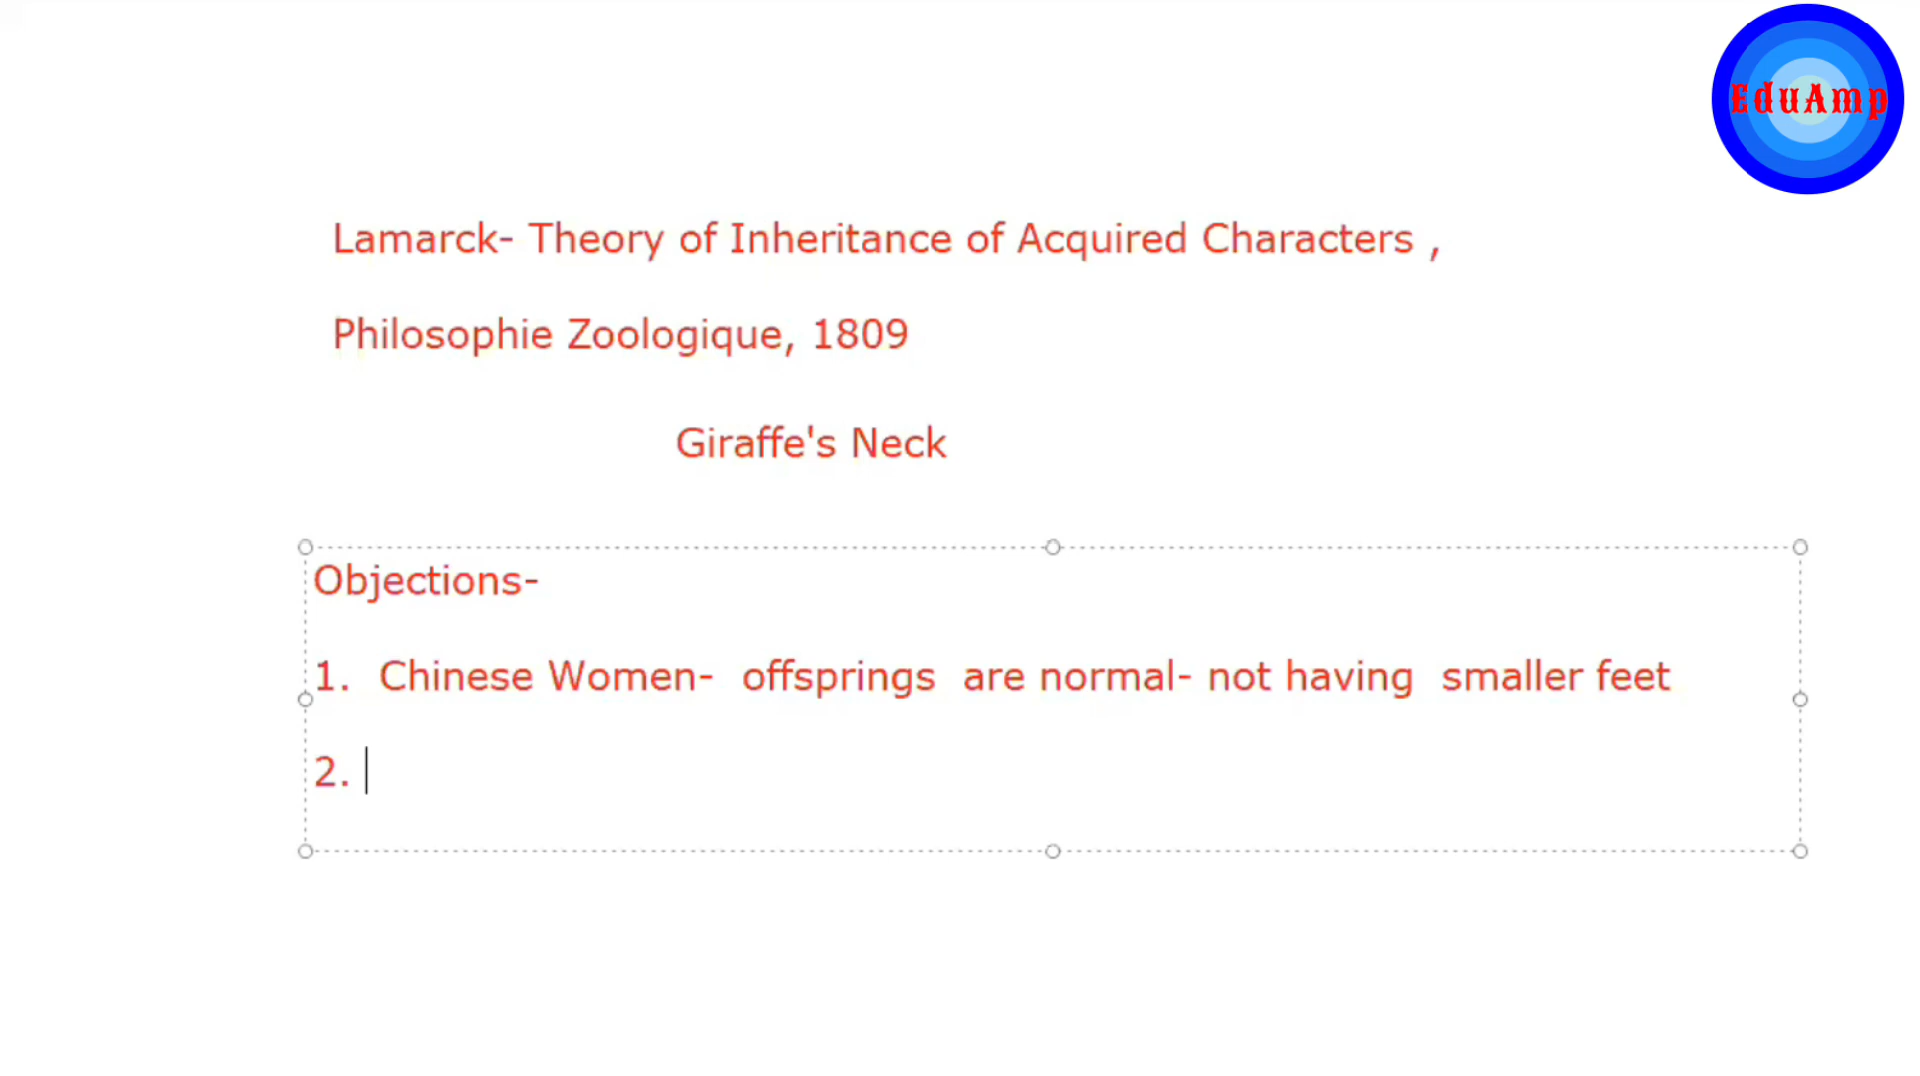 EduAmp
Lamarck- Theory of Inheritance of Acquired Characters ,
Philosophie Zoologique, 1809
Giraffe's Neck
Objections-
1. Chinese Women- offsprings are normal- not having smaller feet
2.